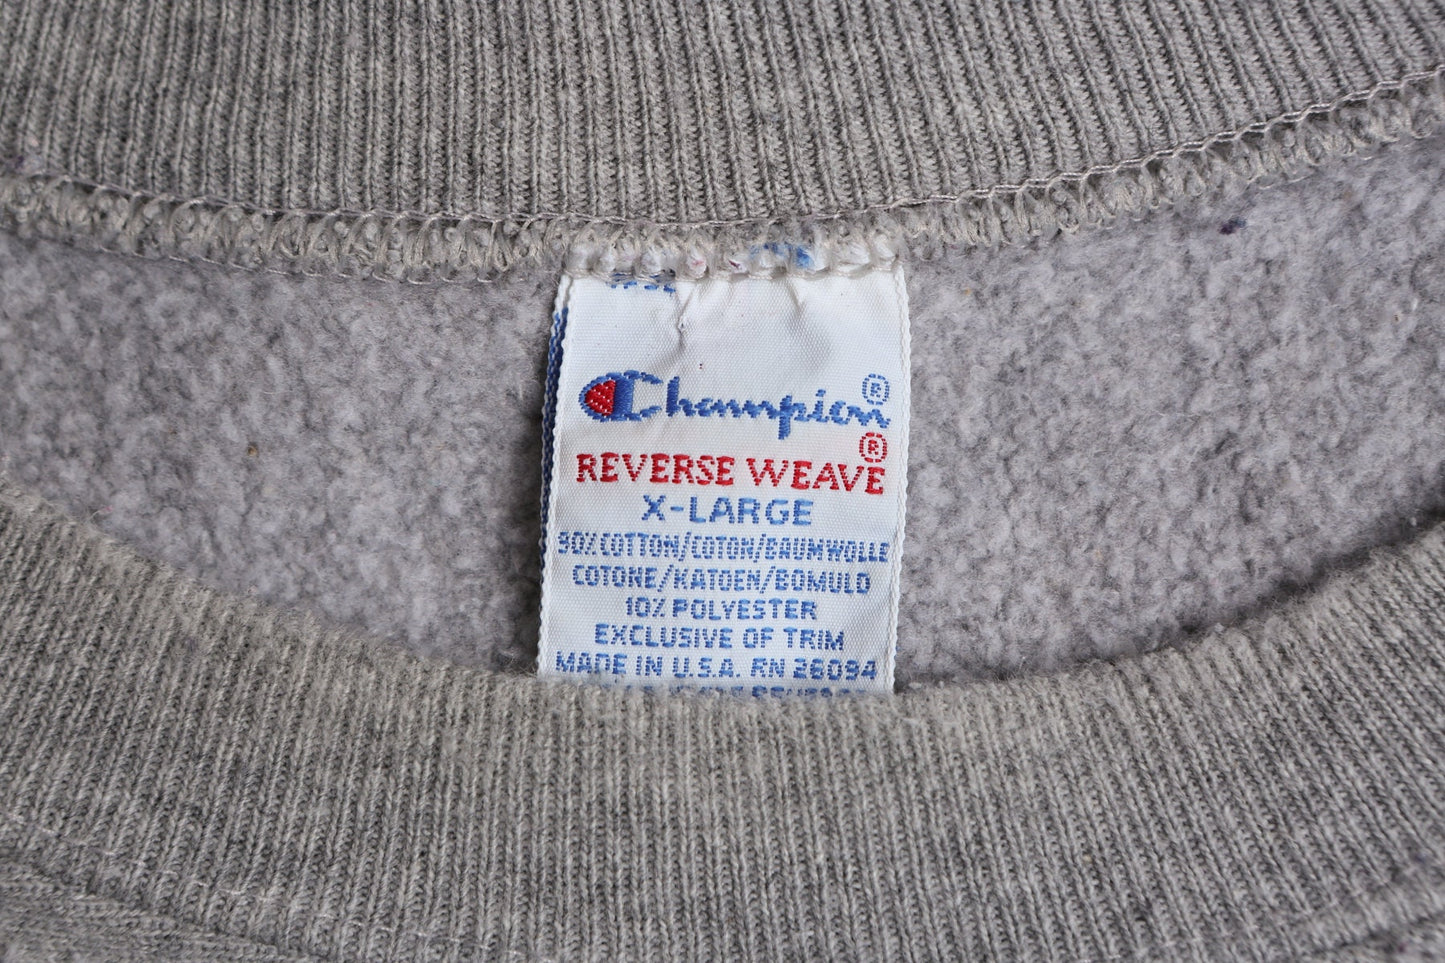 Champion®
REVERSE WEAVE®
X-LARGE
90% COTTON/COTON/BAUMWOLLE
COTONE/KATOEN/BOMULD
10% POLYESTER
EXCLUSIVE OF TRIM
MADE IN U.S.A. RN 26094